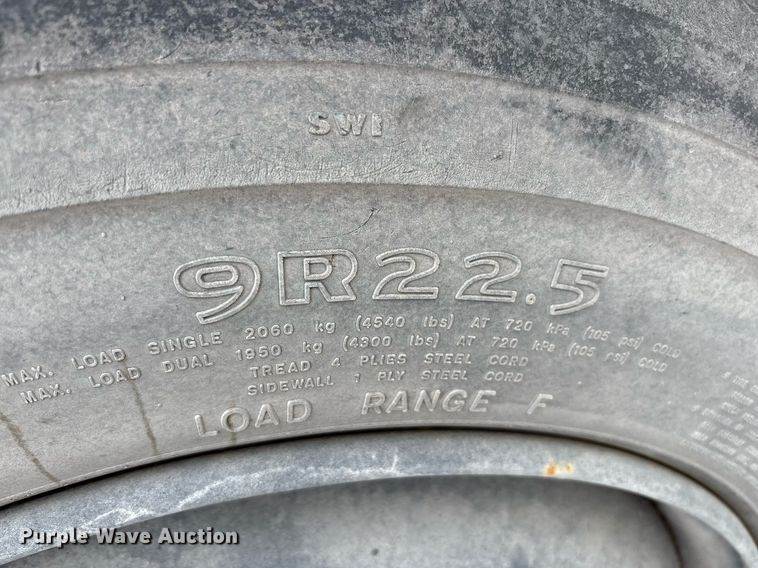 SWI
9R22.5
MAX. LOAD SINGLE 2060 kg (4540 lbs) AT 720 kPa (105 psi) COLD
MAX. LOAD DUAL 1950 kg (4300 lbs) AT 720 kPa (105 psi) COLD
TREAD 4 PLIES STEEL CORD
SIDEWALL 1 PLY STEEL CORD
LOAD RANGE F
Purple Wave Auction